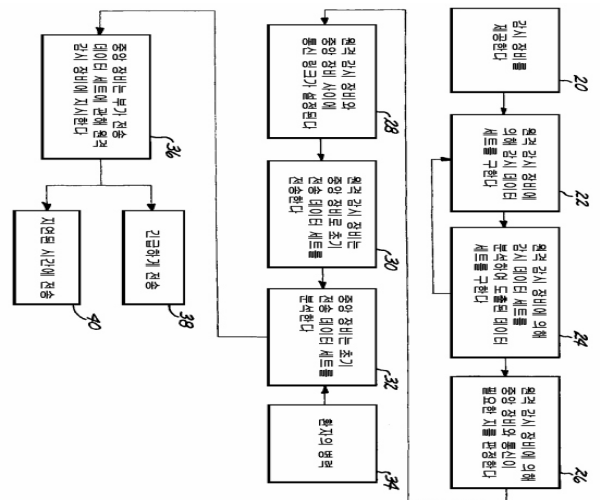 감시 장비를
제공한다
20
원격 감시 장비에
의해 감시 데이터
세트를 구한다
22
원격 감시 장비에 의해
감시 데이터 세트를
분석하여 도출된 데이터
세트를 구한다
24
원격 감시 장비에 의해
중앙 장비와 통신이
필요한 지를 판정한다
26
원격 감시 장비와
중앙 장비 사이에
통신 링크가 설정된다
28
원격 감시 장비는
중앙 장비로 초기
전송 데이터 세트를
전송한다
30
중앙 장비는 초기
전송 데이터 세트를
분석한다
32
환자의 병력
34
중앙 장비는 부가 전송
데이터 세트에 관해 원격
감시 장비에 지시한다
36
긴급하게 전송
38
지연된 시간에 전송
40